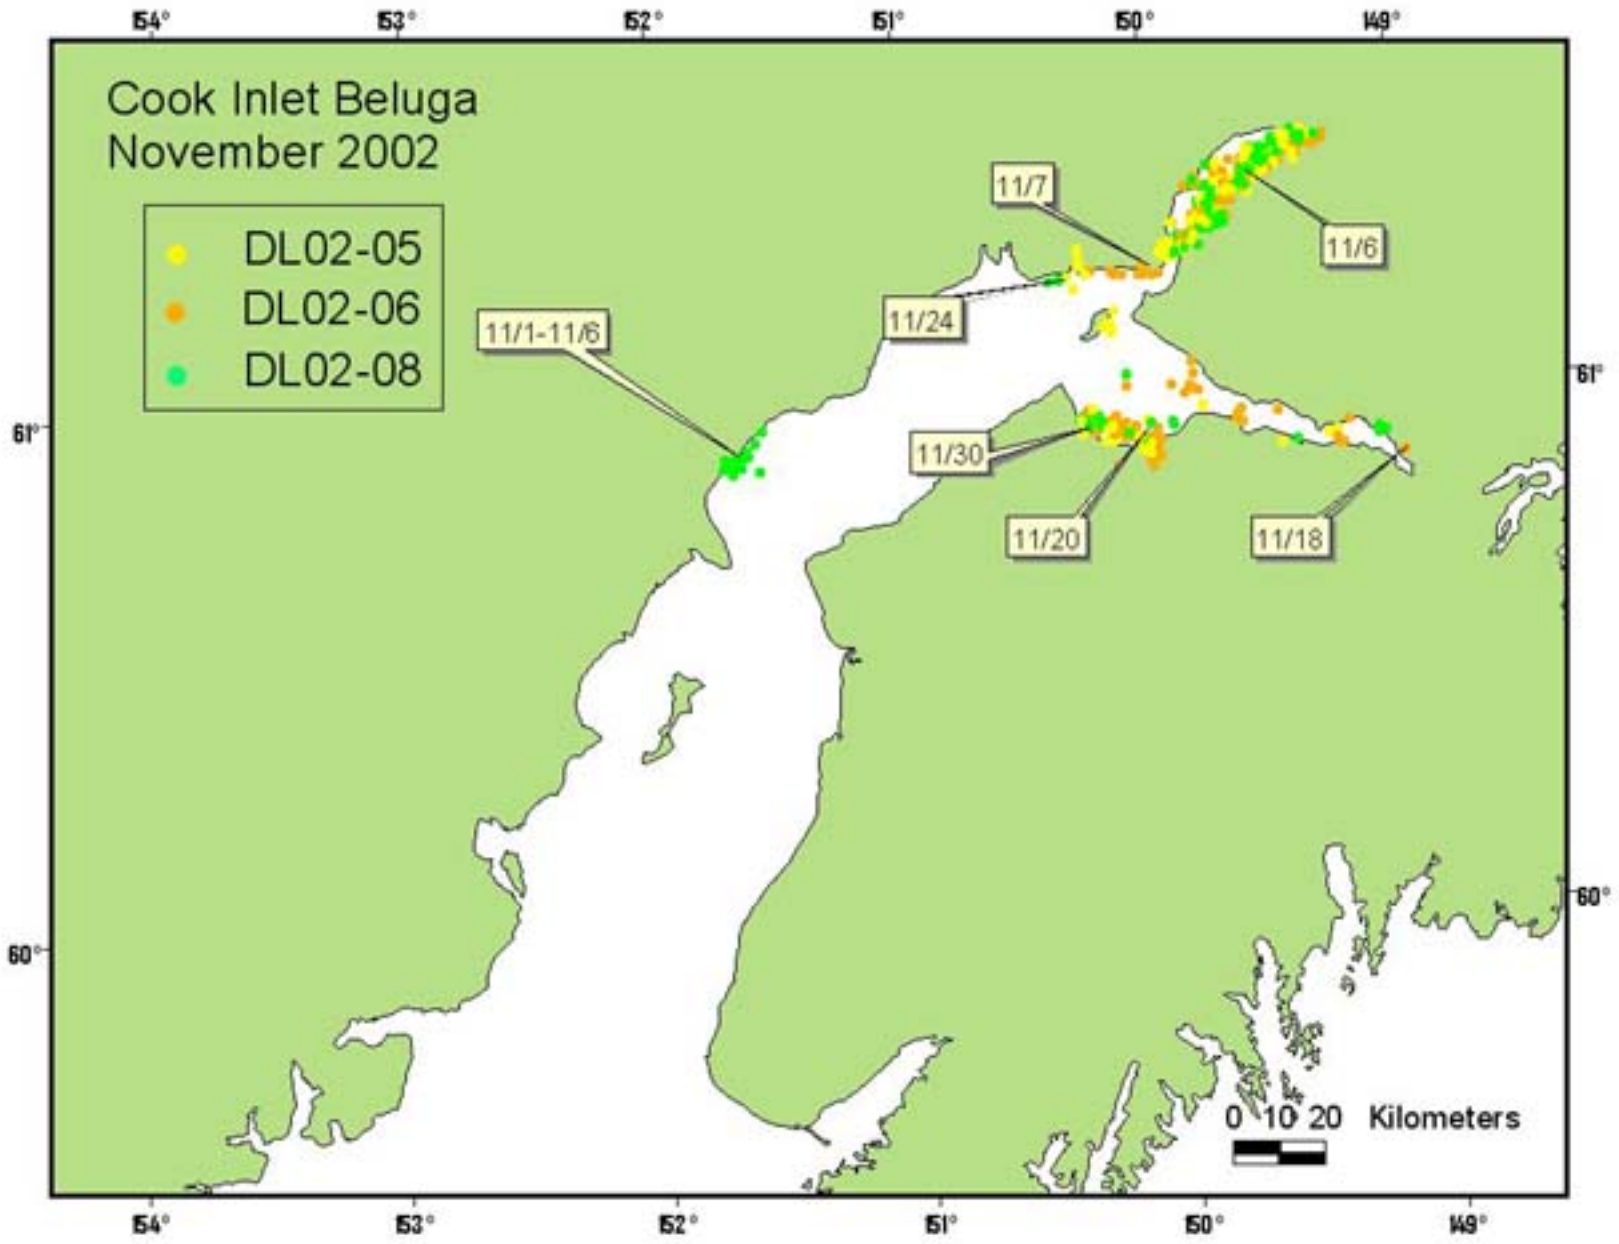 154° 153° 152° 151° 150° 149°
Cook Inlet Beluga
November 2002
DL02-05
DL02-06
DL02-08
11/7
11/6
11/24
11/1-11/6
61°
61°
11/30
11/20
11/18
60°
60°
0 10 20 Kilometers
154° 153° 152° 151° 150° 149°